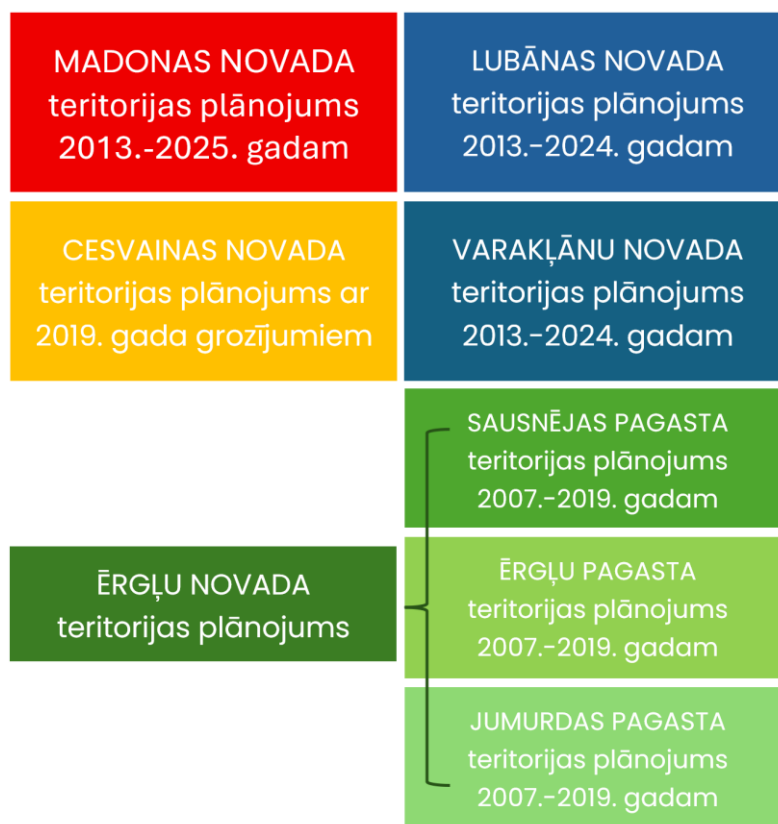 MADONAS NOVADA
teritorijas plānojums
2013.-2025. gadam
LUBĀNAS NOVADA
teritorijas plānojums
2013.-2024. gadam
CESVAINAS NOVADA
teritorijas plānojums ar
2019. gada grozījumiem
VARAKĻĀNU NOVADA
teritorijas plānojums
2013.-2024. gadam
ĒRGĻU NOVADA
teritorijas plānojums
SAUSNĒJAS PAGASTA
teritorijas plānojums
2007.-2019. gadam
ĒRGĻU PAGASTA
teritorijas plānojums
2007.-2019. gadam
JUMURDAS PAGASTA
teritorijas plānojums
2007.-2019. gadam